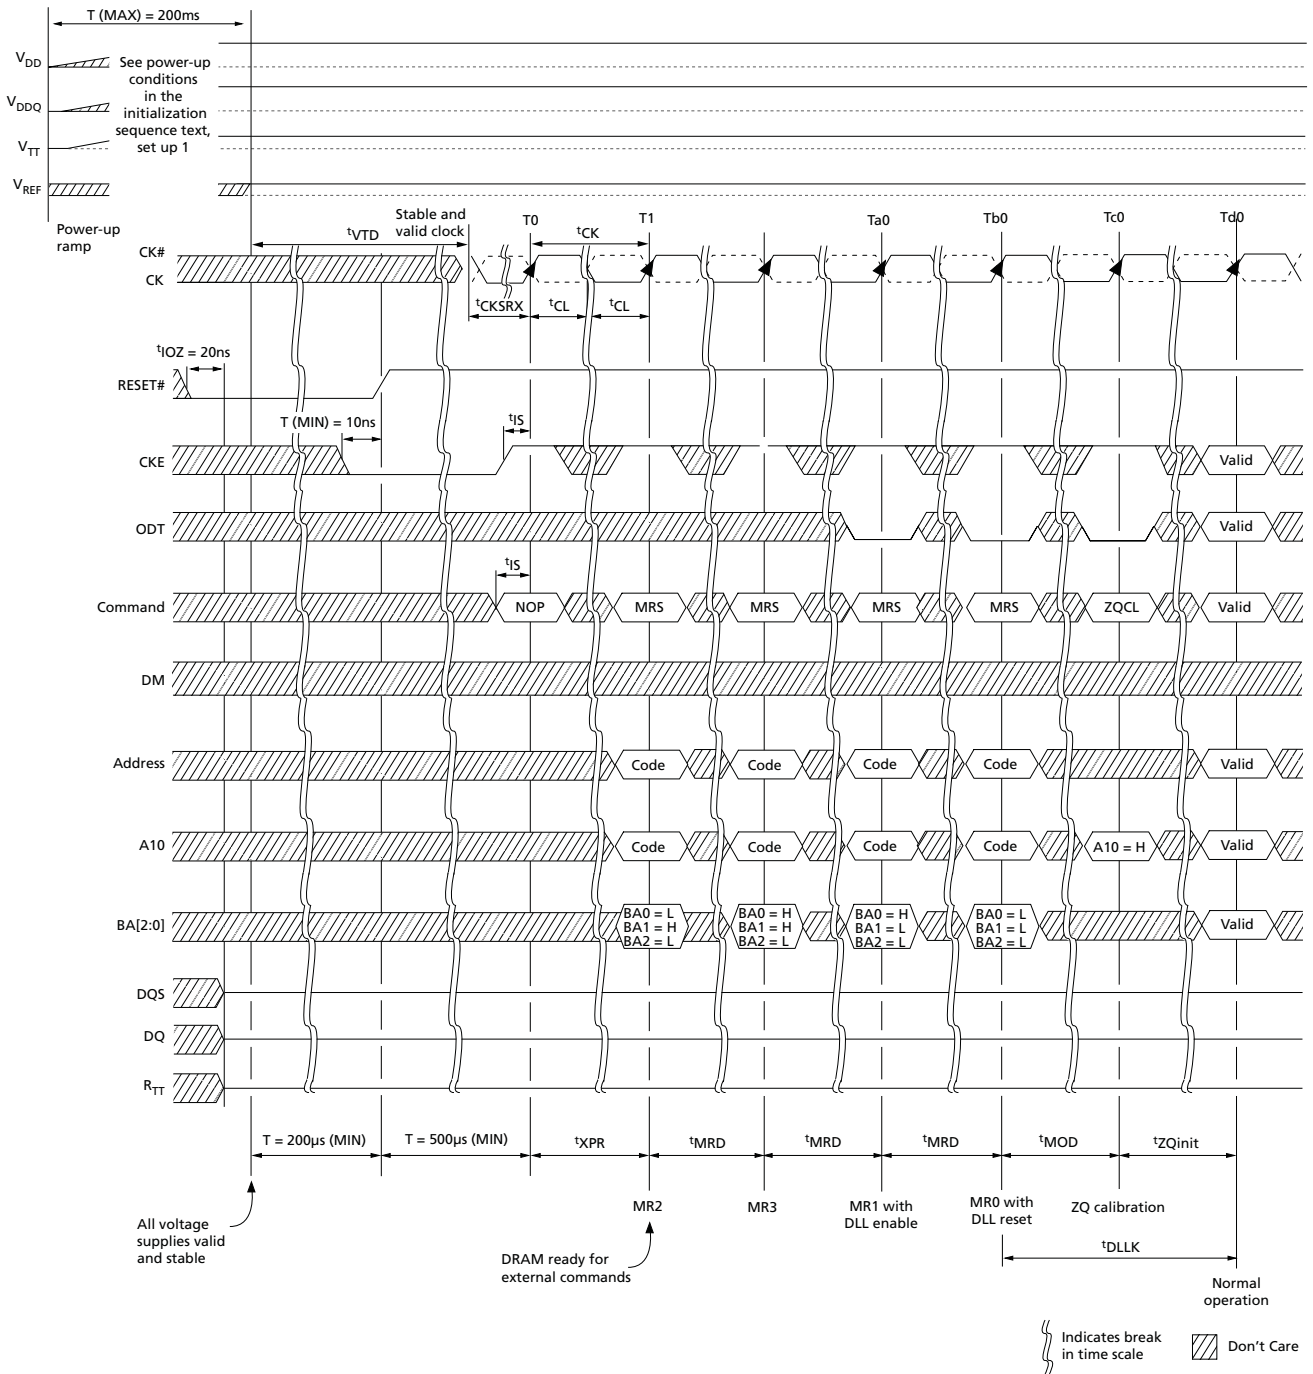 T (MAX) = 200ms
VDD
See power-up
conditions
in the
initialization
sequence text,
set up 1
VDDQ
VTT
VREF
Power-up
ramp
Stable and
valid clock
T0
T1
Ta0
Tb0
Tc0
Td0
tVTD
tCK
CK#
CK
tCKSRX
tCL
tCL
tIOZ = 20ns
RESET#
T (MIN) = 10ns
tIS
CKE
Valid
ODT
Valid
tIS
Command
NOP
MRS
MRS
MRS
MRS
ZQCL
Valid
DM
Address
Code
Code
Code
Code
Valid
A10
Code
Code
Code
Code
A10 = H
Valid
BA[2:0]
BA0 = L
BA1 = H
BA2 = L
BA0 = H
BA1 = H
BA2 = L
BA0 = H
BA1 = L
BA2 = L
BA0 = L
BA1 = L
BA2 = L
Valid
DQS
DQ
RTT
T = 200μs (MIN)
T = 500μs (MIN)
tXPR
tMRD
tMRD
tMRD
tMOD
tZQinit
All voltage
supplies valid
and stable
MR2
MR3
MR1 with
DLL enable
MR0 with
DLL reset
ZQ calibration
DRAM ready for
external commands
tDLLK
Normal
operation
Indicates break
in time scale
Don't Care